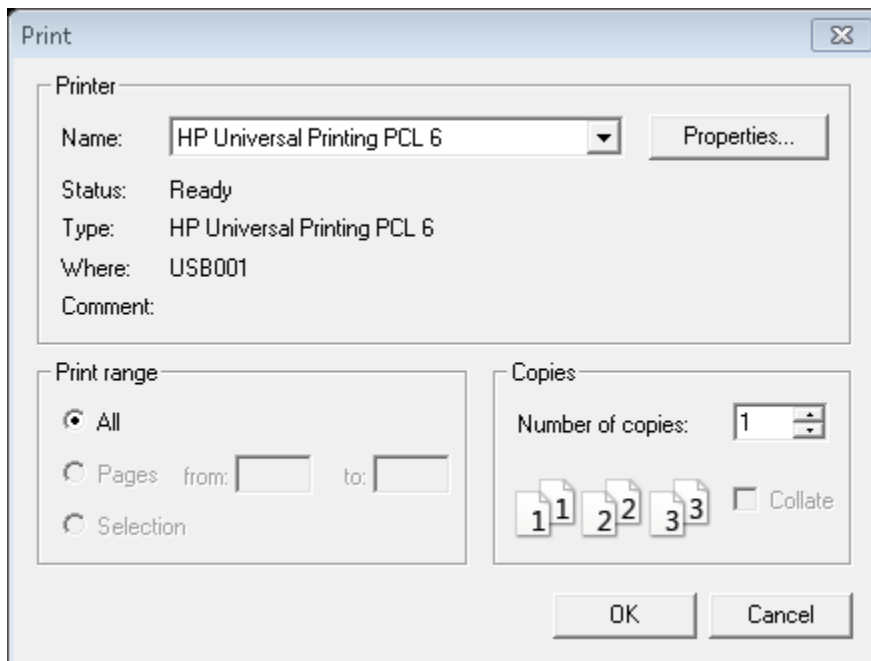 Print
Printer
Name: HP Universal Printing PCL 6 Properties...
Status: Ready
Type: HP Universal Printing PCL 6
Where: USB001
Comment:
Print range
All
Pages from: to:
Selection
Copies
Number of copies: 1
1 1 2 2 3 3 Collate
OK Cancel